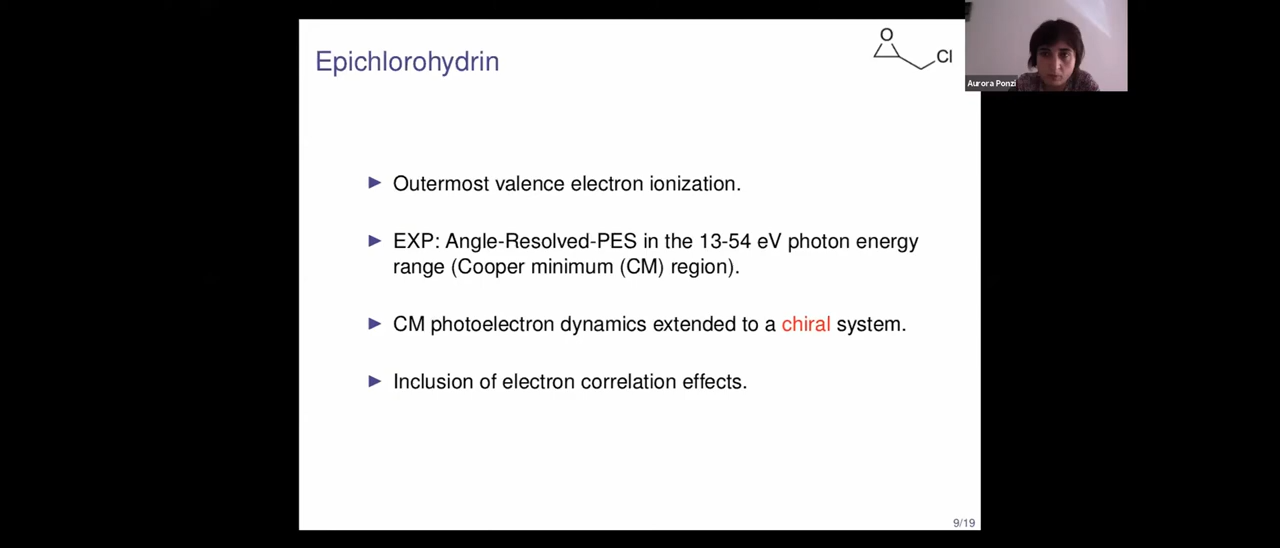 Epichlorohydrin
O
Cl
Aurora Ponzi
Outermost valence electron ionization.
EXP: Angle-Resolved-PES in the 13-54 eV photon energy
range (Cooper minimum (CM) region).
CM photoelectron dynamics extended to a chiral system.
Inclusion of electron correlation effects.
9/19